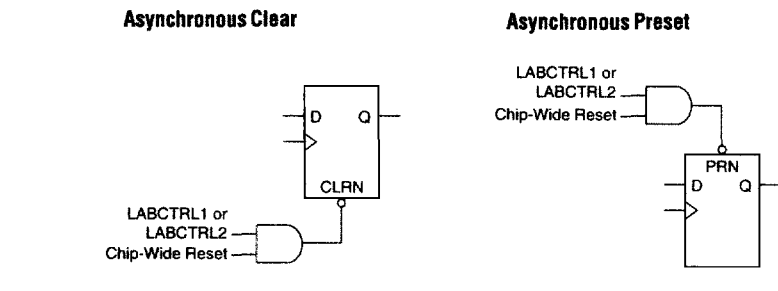 Asynchronous Clear
D Q
CLRN
LABCTRL1 or
LABCTRL2
Chip-Wide Reset
Asynchronous Preset
LABCTRL1 or
LABCTRL2
Chip-Wide Reset
PRN
D Q